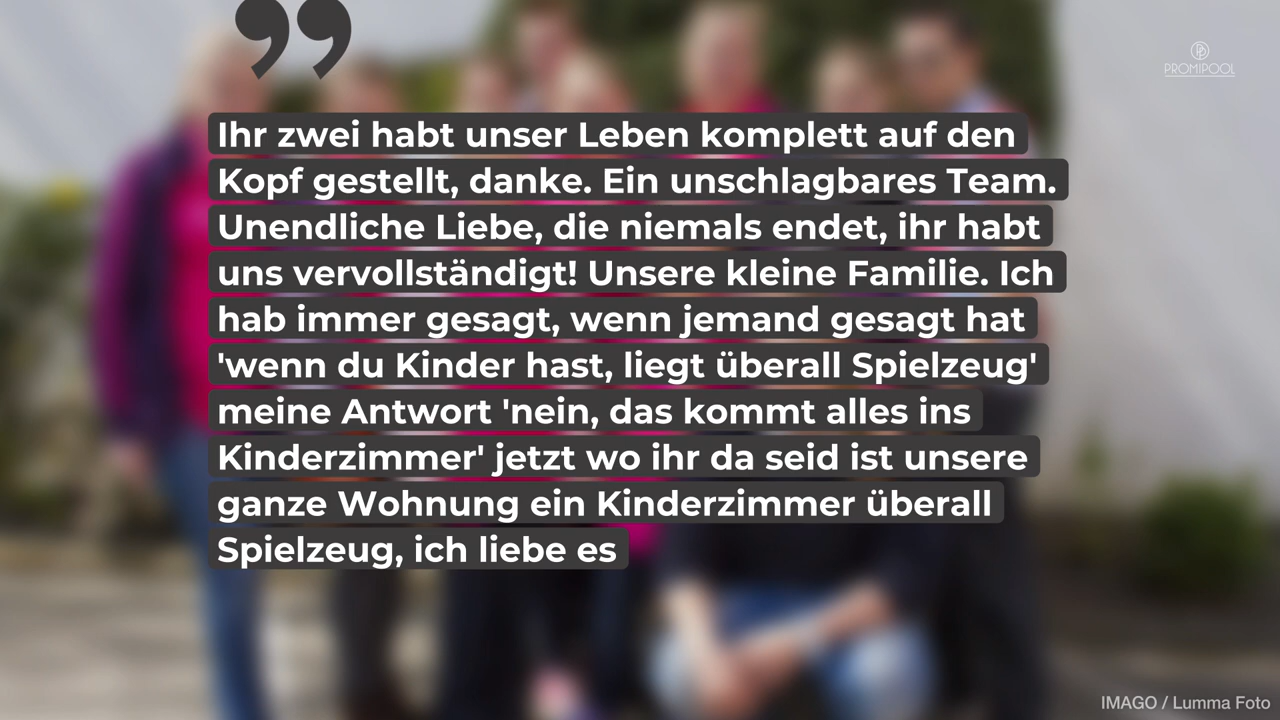 PROMIPOOL
Ihr zwei habt unser Leben komplett auf den
Kopf gestellt, danke. Ein unschlagbares Team.
Unendliche Liebe, die niemals endet, ihr habt
uns vervollständigt! Unsere kleine Familie. Ich
hab immer gesagt, wenn jemand gesagt hat
'wenn du Kinder hast, liegt überall Spielzeug'
meine Antwort 'nein, das kommt alles ins
Kinderzimmer' jetzt wo ihr da seid ist unsere
ganze Wohnung ein Kinderzimmer überall
Spielzeug, ich liebe es
IMAGO / Lumma Foto